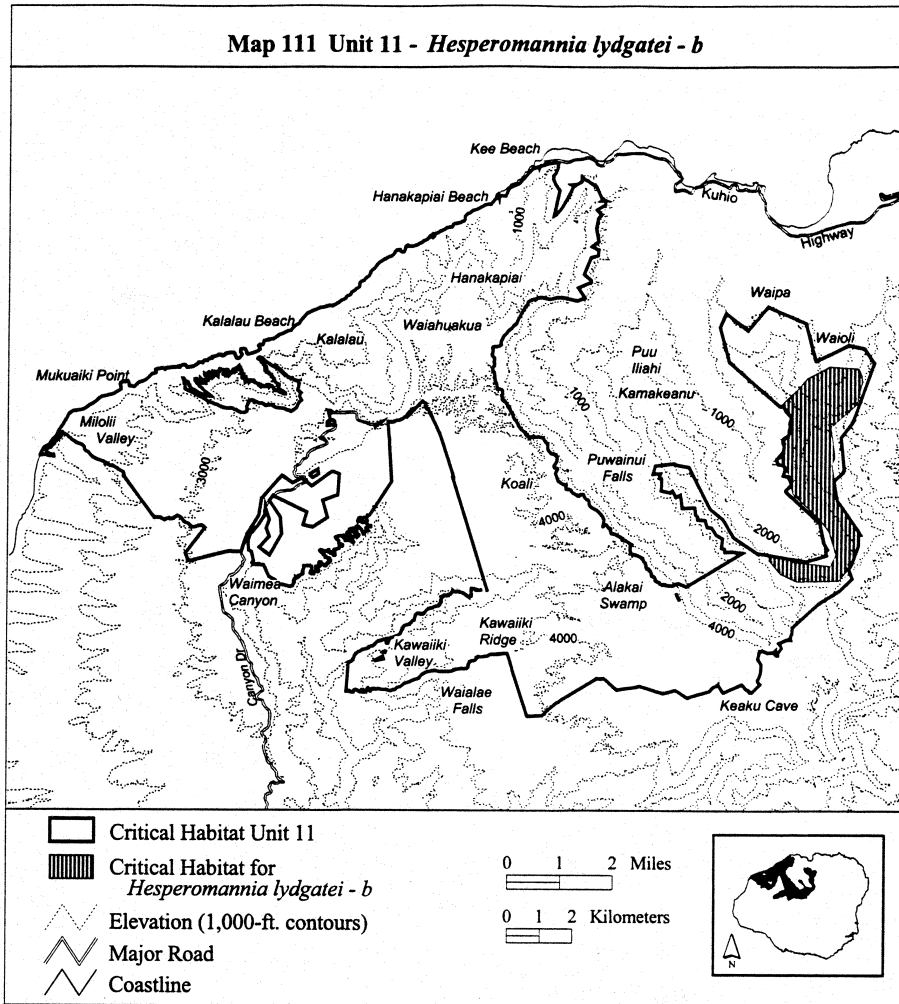 Map 111 Unit 11 - Hesperomannia lydgatei - b
Kee Beach
Hanakapiai Beach
Kuhio
Highway
1000
Hanakapiai
Waipa
Kalalau Beach
Kalalau
Waiahuakua
Waioli
Puu
Iliahi
Mukuaiki Point
Kamakeanu
1000
1000
Milolii
Valley
3000
Puwainui
Falls
Koali
4000
2000
Waimea
Canyon
Alakai
Swamp
2000
4000
Kawaiiki
Ridge
4000
Kawaiiki
Valley
Waialae
Falls
Keaku Cave
Canyon Dr
Critical Habitat Unit 11
Critical Habitat for
Hesperomannia lydgatei - b
Elevation (1,000-ft. contours)
Major Road
Coastline
0 1 2 Miles
0 1 2 Kilometers
N